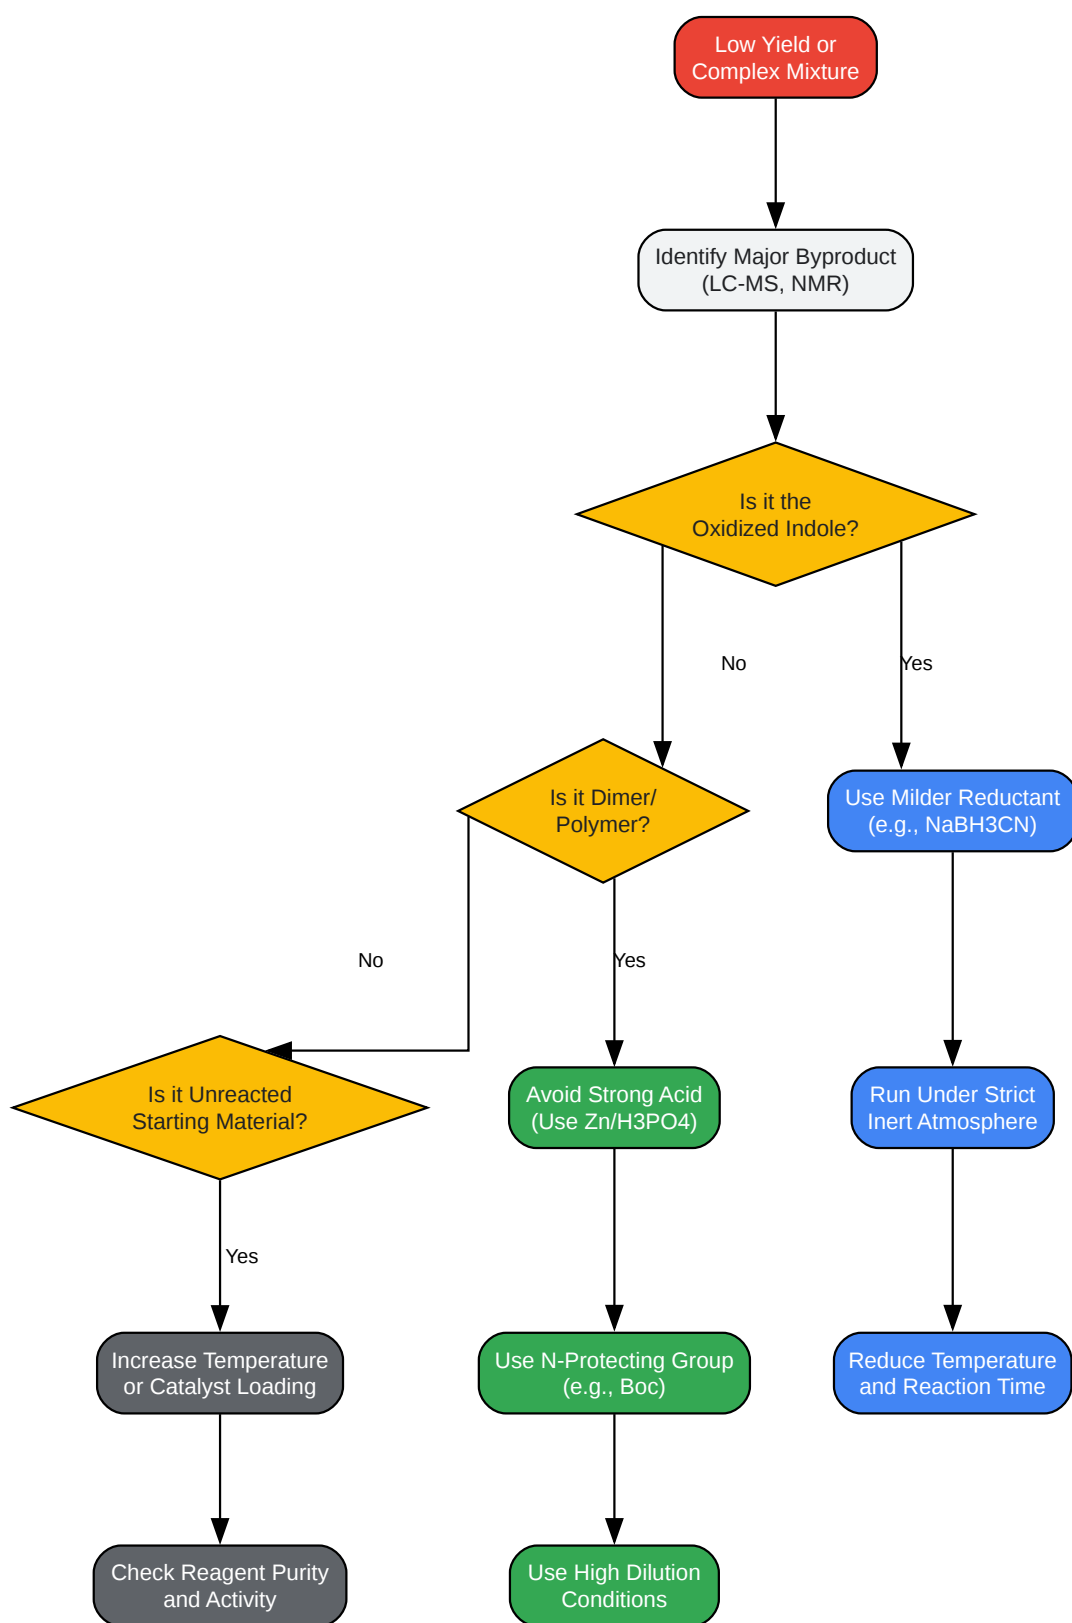 Low Yield or
Complex Mixture
Identify Major Byproduct
(LC-MS, NMR)
Is it the
Oxidized Indole?
No
Yes
Is it Dimer/
Polymer?
Use Milder Reductant
(e.g., NaBH3CN)
No
Yes
Is it Unreacted
Starting Material?
Avoid Strong Acid
(Use Zn/H3PO4)
Run Under Strict
Inert Atmosphere
Yes
Increase Temperature
or Catalyst Loading
Use N-Protecting Group
(e.g., Boc)
Reduce Temperature
and Reaction Time
Check Reagent Purity
and Activity
Use High Dilution
Conditions